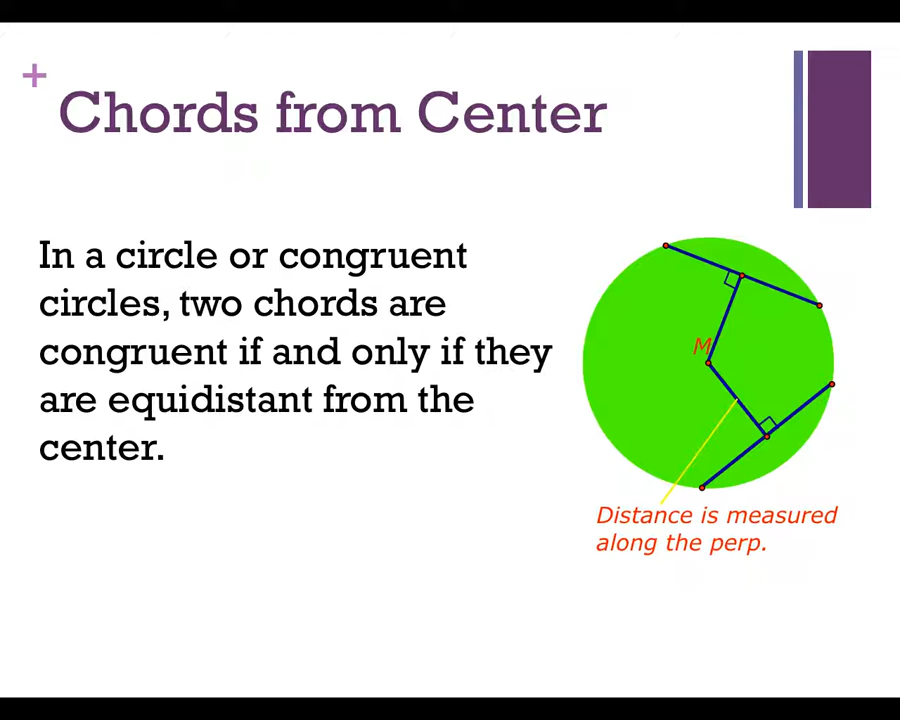 +
Chords from Center
In a circle or congruent
circles, two chords are
congruent if and only if they
are equidistant from the
center.
M
Distance is measured
along the perp.